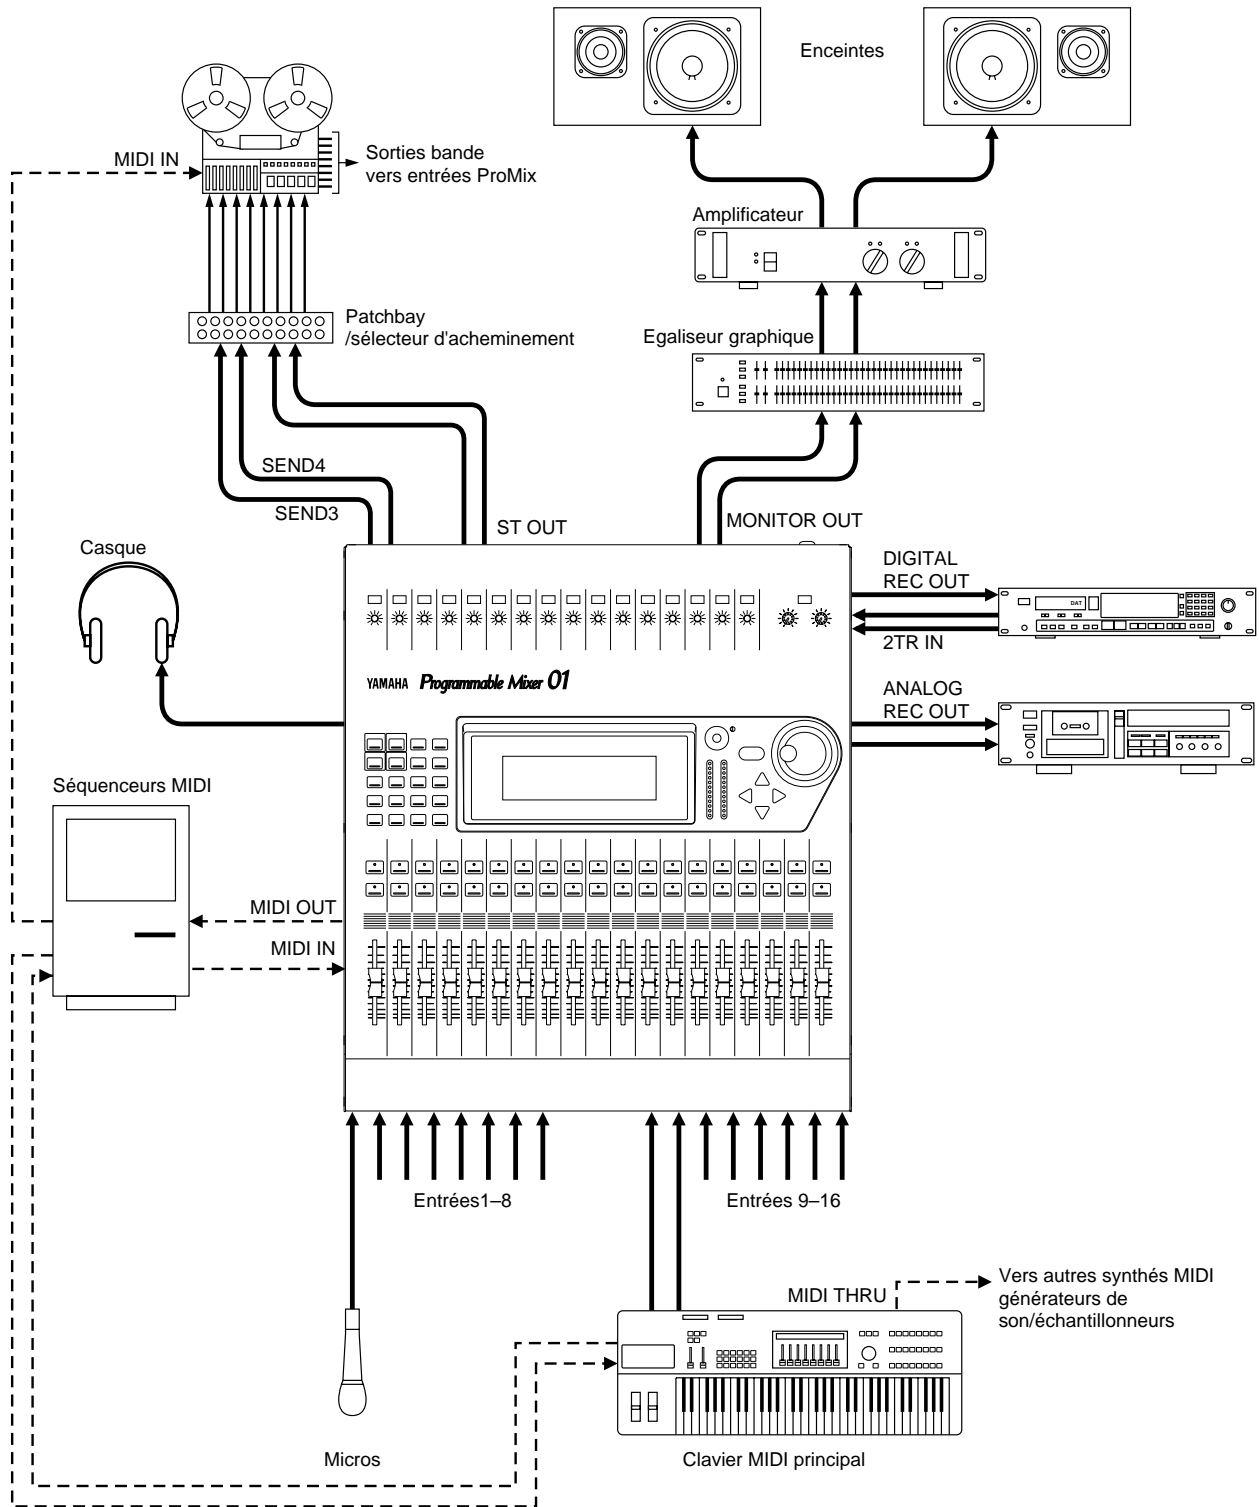 Enceintes
MIDI IN
Sorties bande
vers entrées ProMix
Amplificateur
Patchbay
/sélecteur d'acheminement
Egaliseur graphique
SEND4
SEND3
ST OUT
MONITOR OUT
Casque
DIGITAL
REC OUT
DAT
2TR IN
YAMAHA Programmable Mixer 01
ANALOG
REC OUT
Séquenceurs MIDI
MIDI OUT
MIDI IN
Entrées1–8
Entrées 9–16
MIDI THRU
Vers autres synthés MIDI
générateurs de
son/échantillonneurs
Micros
Clavier MIDI principal